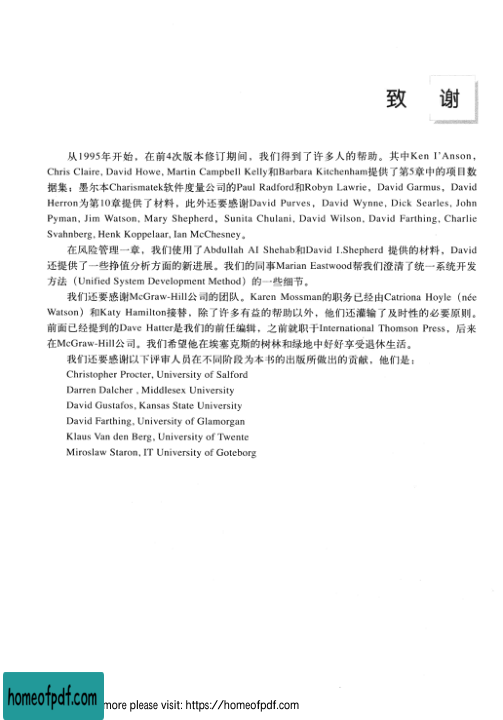 致 谢
从1995年开始，在前4次版本修订期间，我们得到了许多人的帮助。其中Ken I'Anson,
Chris Claire, David Howe, Martin Campbell Kelly和Barbara Kitchenham提供了第5章中的项目数
据集；墨尔本Charismatek软件度量公司的Paul Radford和Robyn Lawrie，David Garmus，David
Herron为第10章提供了材料，此外还要感谢David Purves，David Wynne, Dick Searles, John
Pyman, Jim Watson, Mary Shepherd，Sunita Chulani, David Wilson, David Farthing, Charlie
Svahnberg, Henk Koppelaar, Ian McChesney。
在风险管理一章，我们使用了Abdullah AI Shehab和David I.Shepherd 提供的材料，David
还提供了一些挣值分析方面的新进展。我们的同事Marian Eastwood帮我们澄清了统一系统开发
方法（Unified System Development Method）的一些细节。
我们还要感谢McGraw-Hill公司的团队。Karen Mossman的职务已经由Catriona Hoyle（née
Watson）和Katy Hamilton接替，除了许多有益的帮助以外，他们还灌输了及时性的必要原则。
前面已经提到的Dave Hatter是我们的前任编辑，之前就职于International Thomson Press，后来
在McGraw-Hill公司。我们希望他在埃塞克斯的树林和绿地中好好享受退休生活。
我们还要感谢以下评审人员在不同阶段为本书的出版所做出的贡献，他们是：
Christopher Procter, University of Salford
Darren Dalcher , Middlesex University
David Gustafos, Kansas State University
David Farthing, University of Glamorgan
Klaus Van den Berg, University of Twente
Miroslaw Staron, IT University of Goteborg
homeofpdf.com more please visit: https://homeofpdf.com